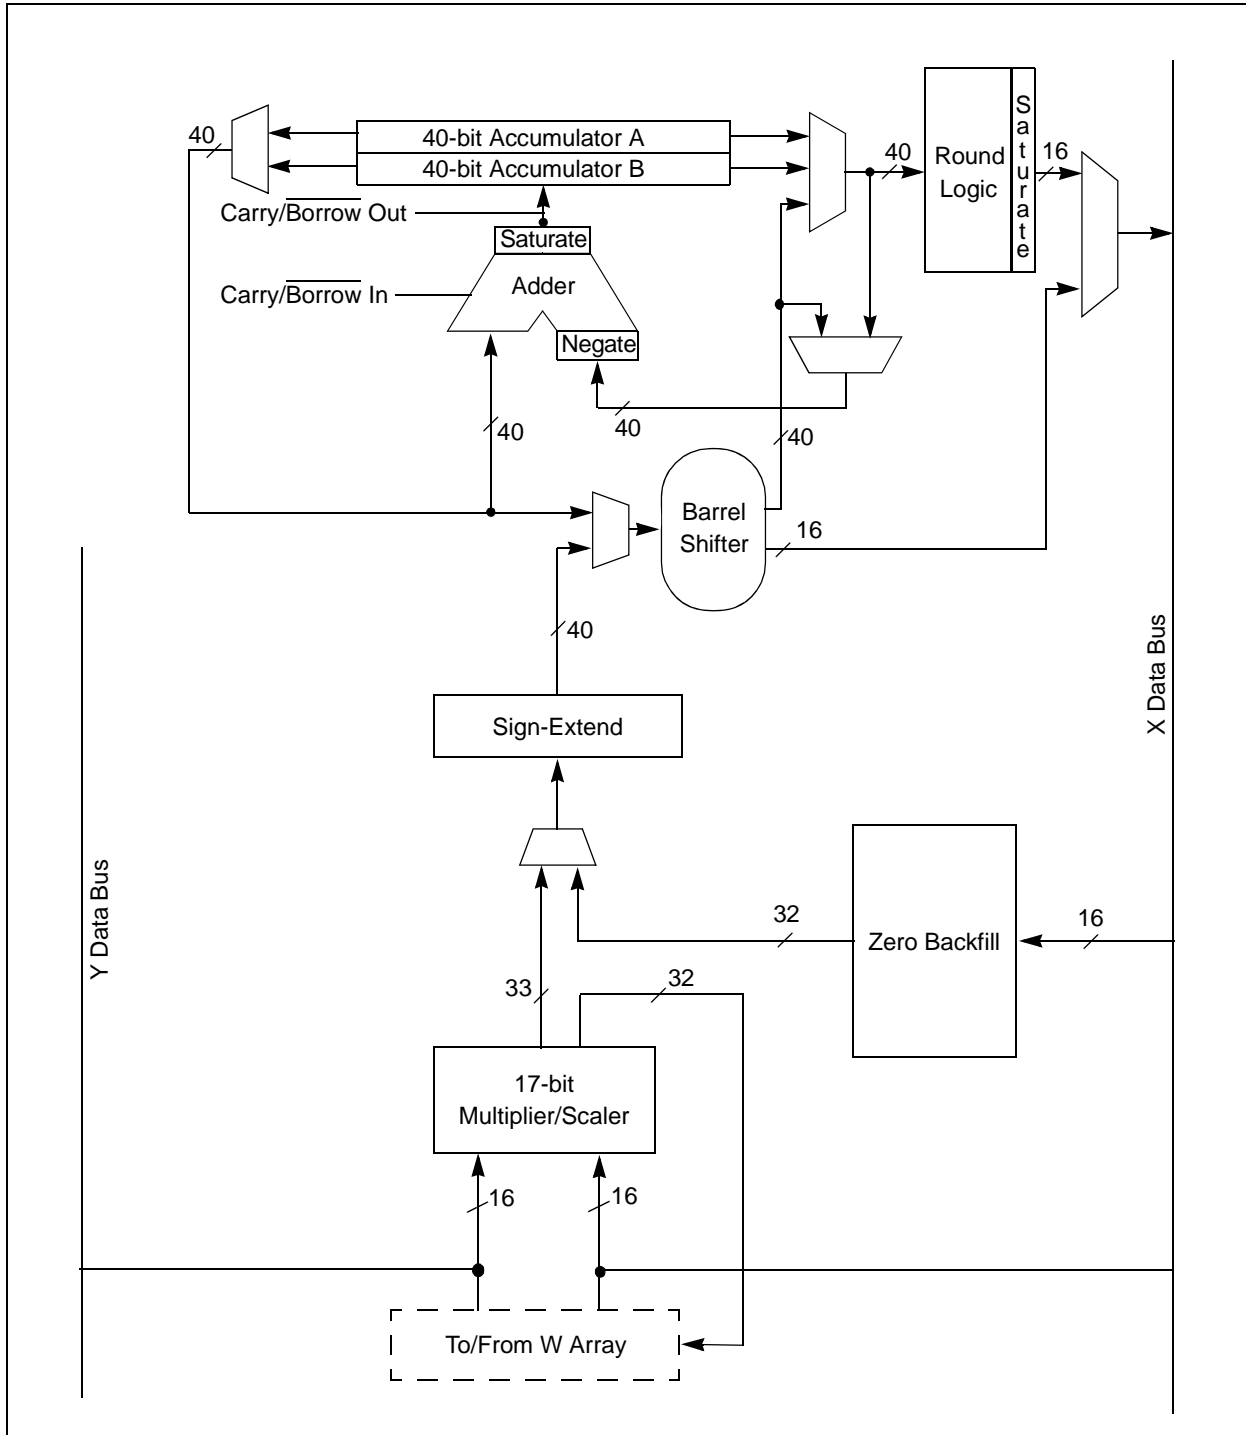 40
40-bit Accumulator A
40-bit Accumulator B
Carry/Borrow Out
Saturate
Carry/Borrow In
Adder
Negate
40
Round
Logic
Saturate
16
40
40
40
Barrel
Shifter
16
40
Sign-Extend
X Data Bus
Y Data Bus
33
32
32
Zero Backfill
16
17-bit
Multiplier/Scaler
16
16
To/From W Array